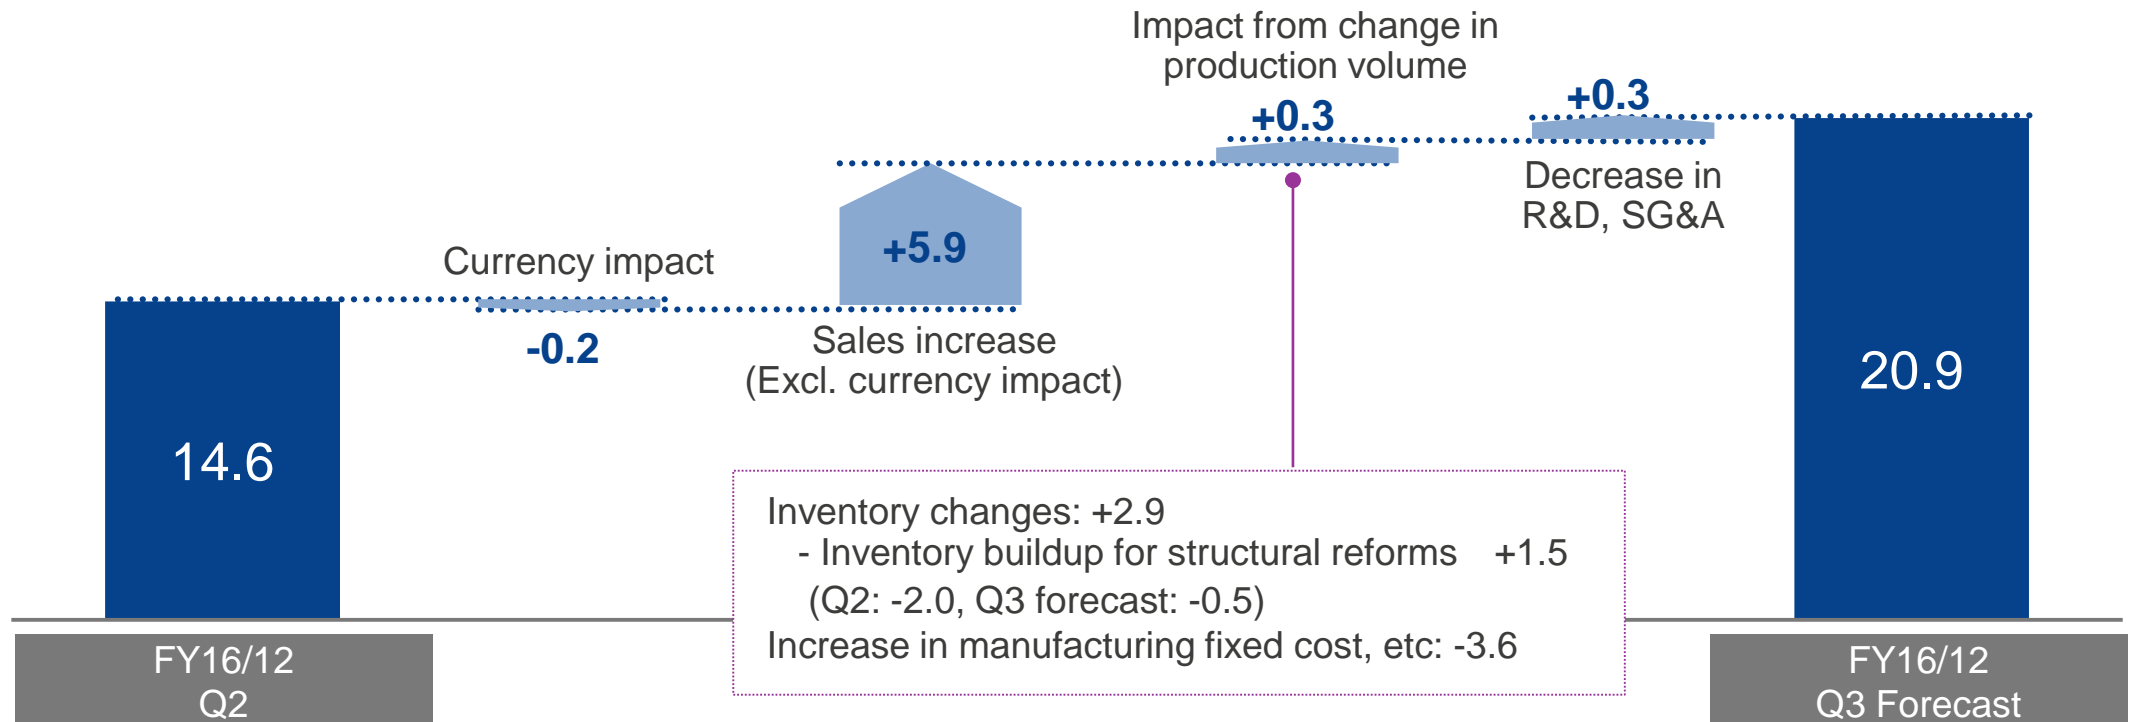 Impact from change in
production volume
+0.3
+0.3
Decrease in
R&D, SG&A
+5.9
Currency impact
-0.2
Sales increase
(Excl. currency impact)
14.6
20.9
Inventory changes: +2.9
- Inventory buildup for structural reforms +1.5
(Q2: -2.0, Q3 forecast: -0.5)
Increase in manufacturing fixed cost, etc: -3.6
FY16/12
Q2
FY16/12
Q3 Forecast